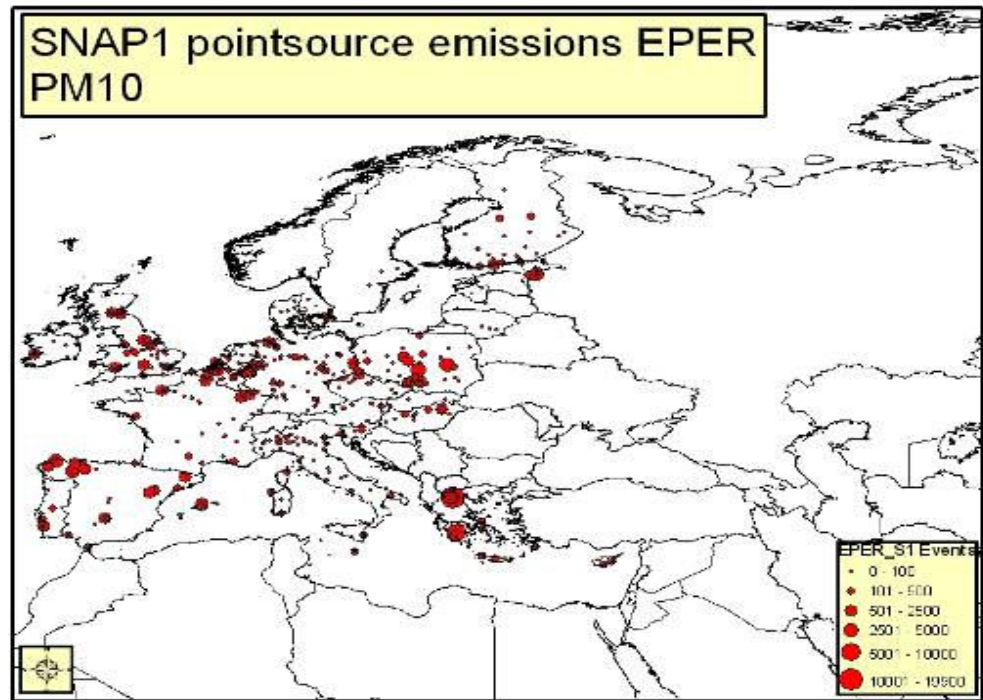 SNAP1 pointsource emissions EPER
PM10
EPER_S1 Events
0 - 100
101 - 500
501 - 2500
2501 - 5000
5001 - 10000
10001 - 19900